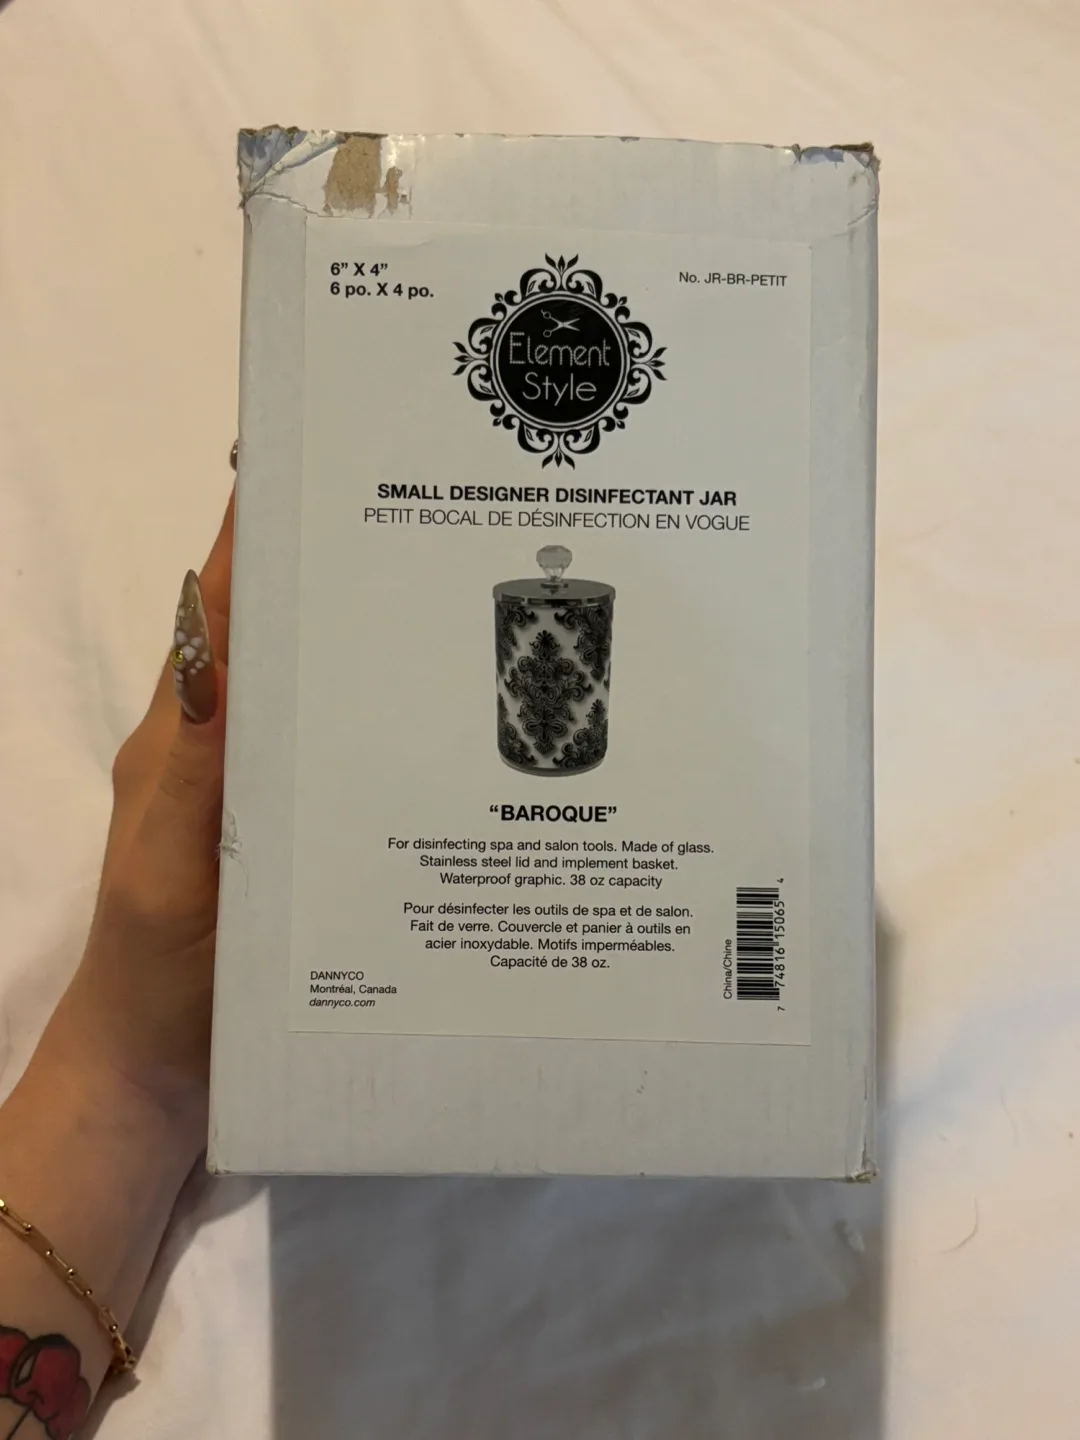 6” X 4”
6 po. X 4 po.
No. JR-BR-PETIT
Element
Style
SMALL DESIGNER DISINFECTANT JAR
PETIT BOCAL DE DÉSINFECTION EN VOGUE
“BAROQUE”
For disinfecting spa and salon tools. Made of glass.
Stainless steel lid and implement basket.
Waterproof graphic. 38 oz capacity
Pour désinfecter les outils de spa et de salon.
Fait de verre. Couvercle et panier à outils en
acier inoxydable. Motifs imperméables.
Capacité de 38 oz.
DANNYCO
Montréal, Canada
dannyco.com
China/Chine
7 74816 15065 4